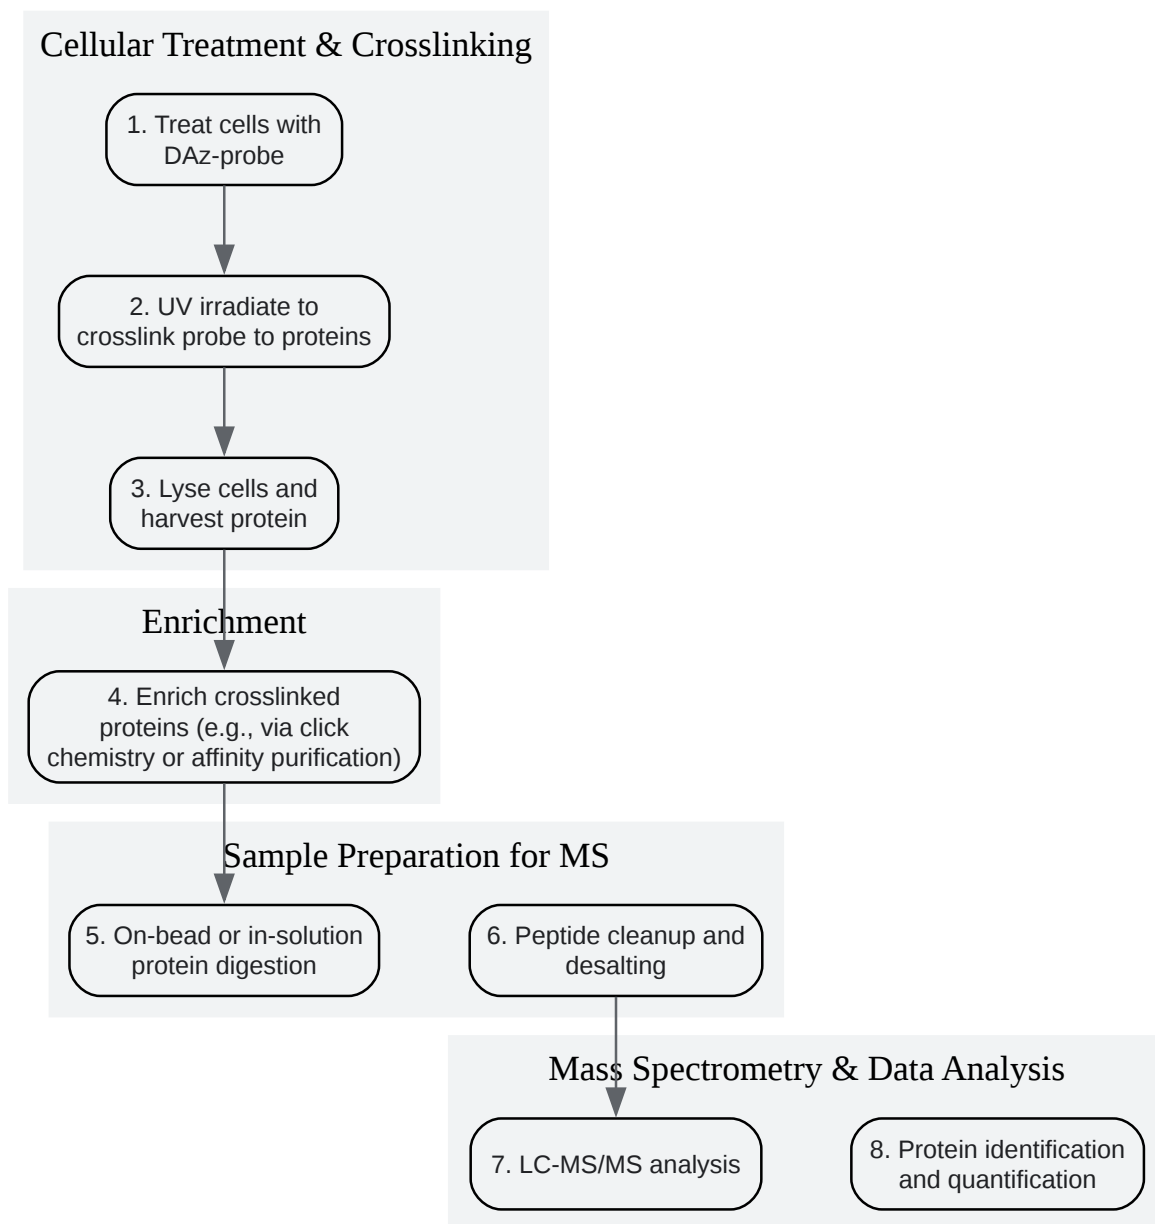 Cellular Treatment & Crosslinking
1. Treat cells with
DAz-probe
2. UV irradiate to
crosslink probe to proteins
3. Lyse cells and
harvest protein
Enrichment
4. Enrich crosslinked
proteins (e.g., via click
chemistry or affinity purification)
Sample Preparation for MS
5. On-bead or in-solution
protein digestion
6. Peptide cleanup and
desalting
Mass Spectrometry & Data Analysis
7. LC-MS/MS analysis
8. Protein identification
and quantification